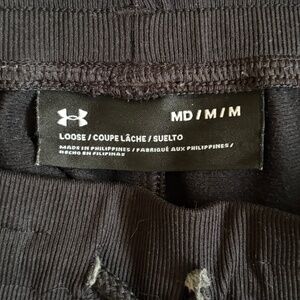 MD / M / M
LOOSE / COUPE LÂCHE / SUELTO
MADE IN PHILIPPINES / FABRIQUÉ AUX PHILIPPINES /
HECHO EN FILIPINAS